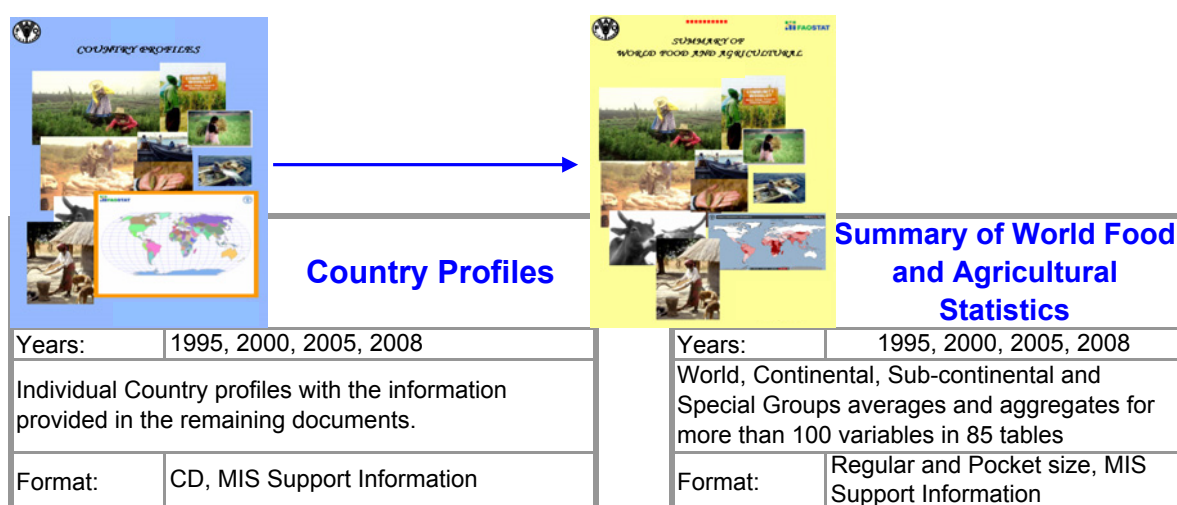 COUNTRY PROFILES
FAOSTAT
SUMMARY OF
WORLD FOOD AND AGRICULTURAL
FAOSTAT
Country Profiles
Years: 1995, 2000, 2005, 2008
Individual Country profiles with the information
provided in the remaining documents.
Format: CD, MIS Support Information
Summary of World Food
and Agricultural
Statistics
Years: 1995, 2000, 2005, 2008
World, Continental, Sub-continental and
Special Groups averages and aggregates for
more than 100 variables in 85 tables
Format: Regular and Pocket size, MIS
Support Information